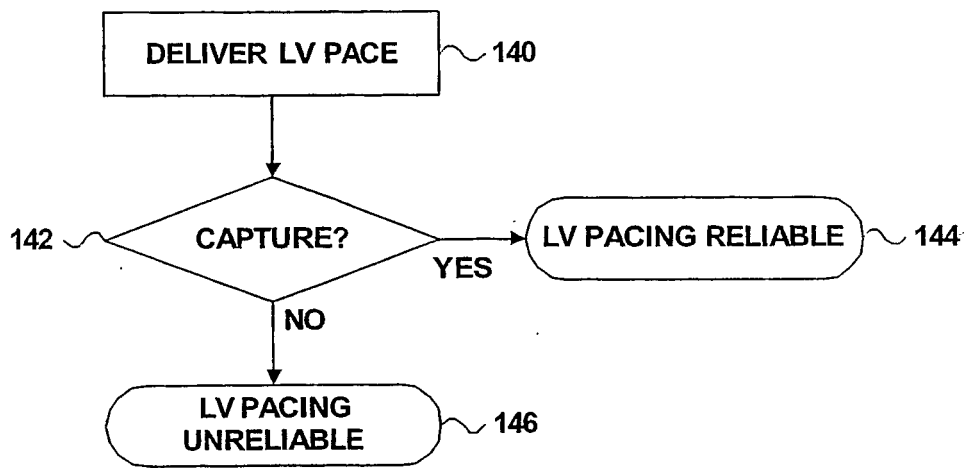 DELIVER LV PACE
140
142
CAPTURE?
YES
LV PACING RELIABLE
144
NO
LV PACING
UNRELIABLE
146